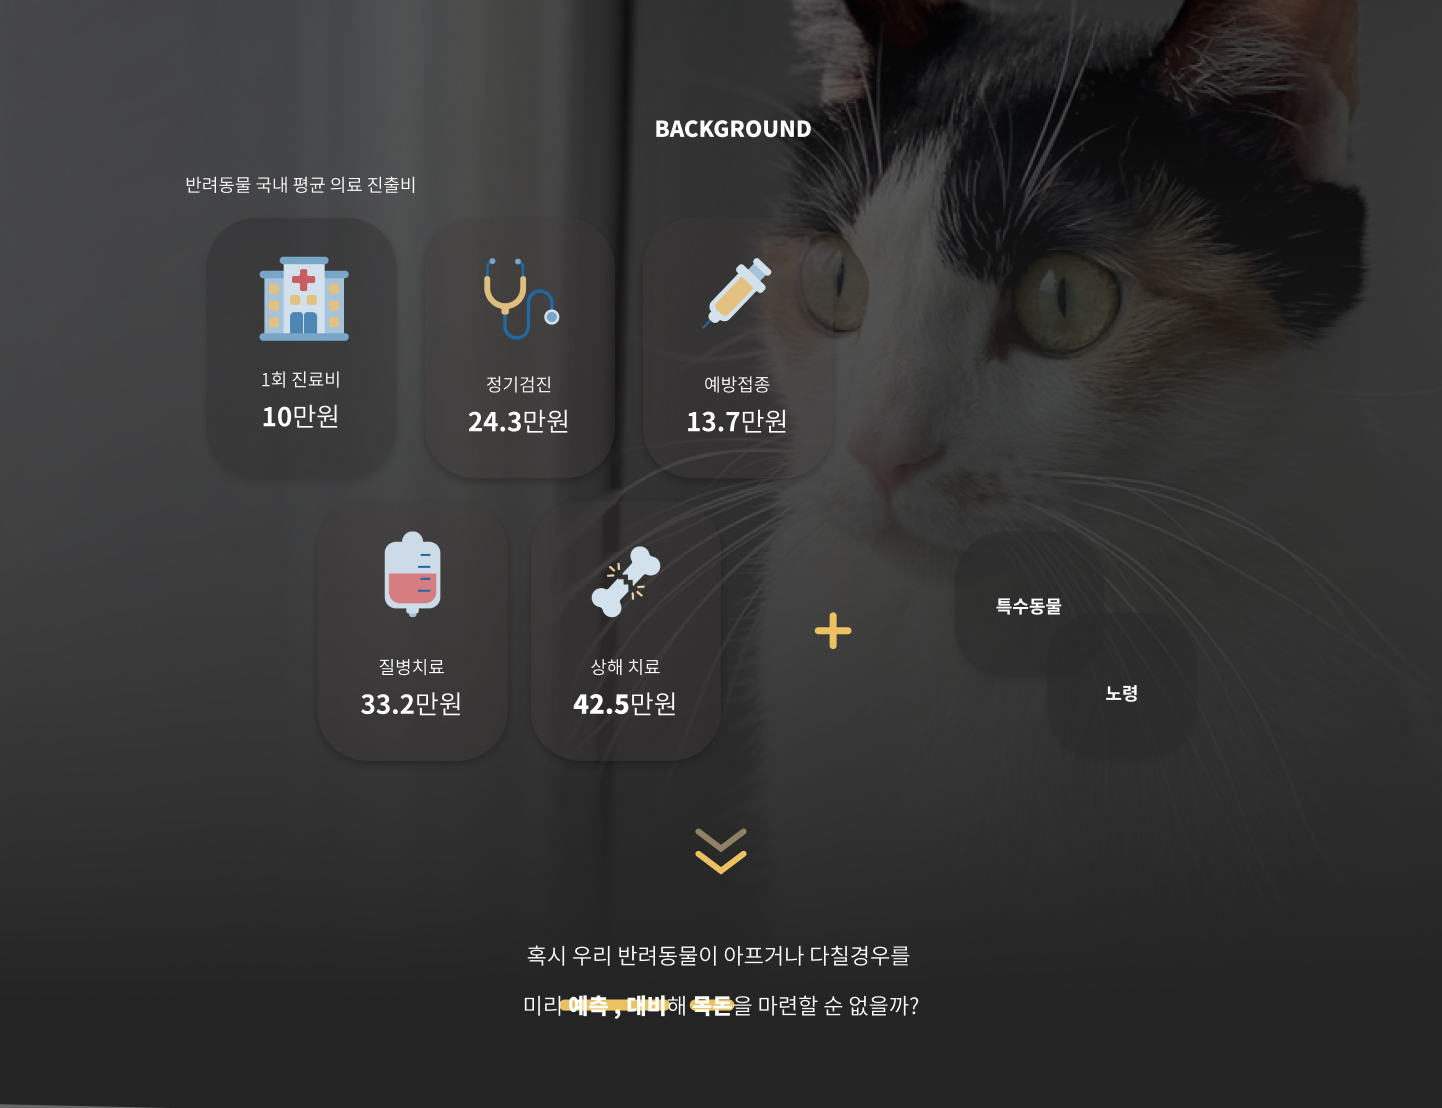 BACKGROUND
반려동물 국내 평균 의료 진출비
1회 진료비
10만원
정기검진
24.3만원
예방접종
13.7만원
질병치료
33.2만원
상해 치료
42.5만원
특수동물
노령
혹시 우리 반려동물이 아프거나 다칠경우를
미리 예측 , 대비해 목돈을 마련할 순 없을까?